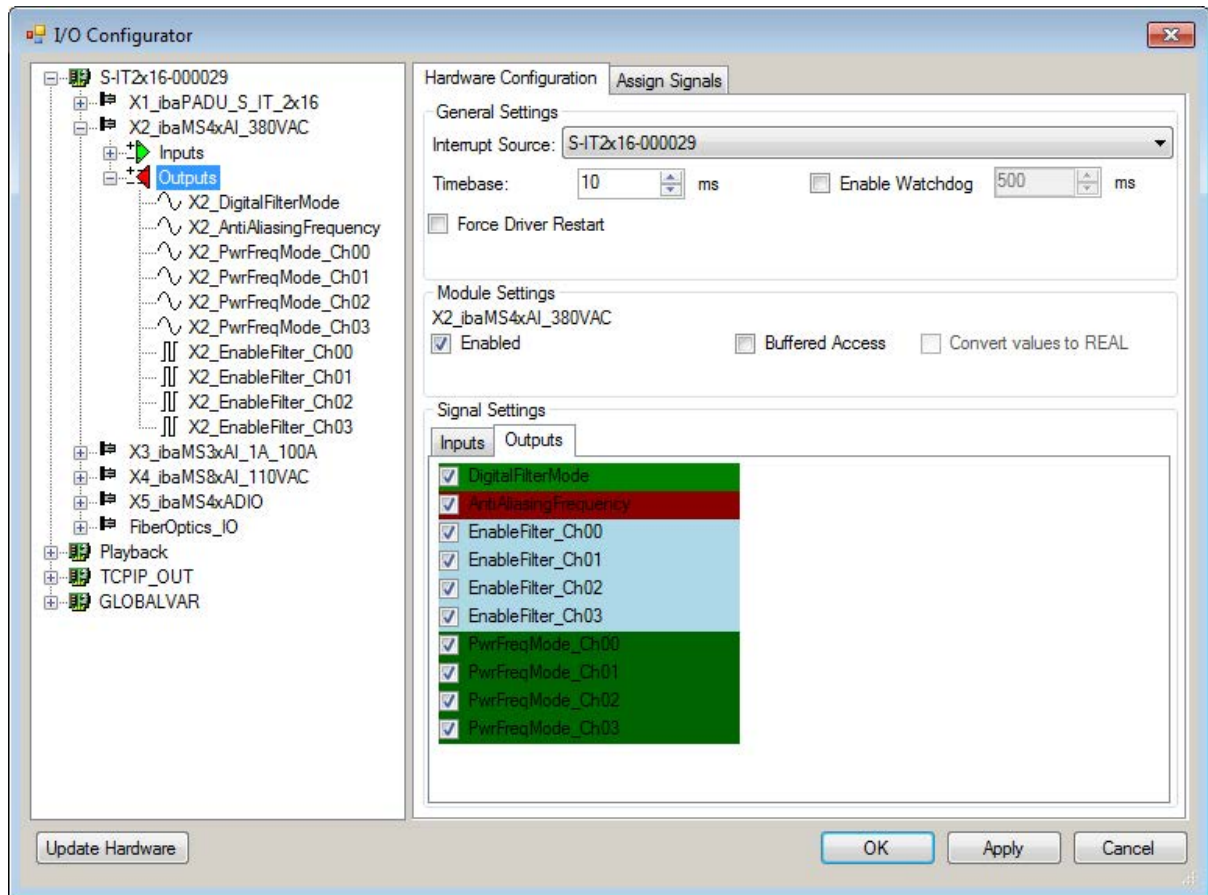 I/O Configurator
S-IT2x16-000029
X1_ibaPADU_S_IT_2x16
X2_ibaMS4xAI_380VAC
Inputs
Outputs
X2_DigitalFilterMode
X2_AntiAliasingFrequency
X2_PwrFreqMode_Ch00
X2_PwrFreqMode_Ch01
X2_PwrFreqMode_Ch02
X2_PwrFreqMode_Ch03
X2_EnableFilter_Ch00
X2_EnableFilter_Ch01
X2_EnableFilter_Ch02
X2_EnableFilter_Ch03
X3_ibaMS3xAI_1A_100A
X4_ibaMS8xAI_110VAC
X5_ibaMS4xADIO
FiberOptics_IO
Playback
TCPIP_OUT
GLOBALVAR
Hardware Configuration Assign Signals
General Settings
Interrupt Source: S-IT2x16-000029
Timebase: 10 ms Enable Watchdog 500 ms
Force Driver Restart
Module Settings
X2_ibaMS4xAI_380VAC
Enabled Buffered Access Convert values to REAL
Signal Settings
Inputs Outputs
DigitalFilterMode
AntiAliasingFrequency
EnableFilter_Ch00
EnableFilter_Ch01
EnableFilter_Ch02
EnableFilter_Ch03
PwrFreqMode_Ch00
PwrFreqMode_Ch01
PwrFreqMode_Ch02
PwrFreqMode_Ch03
Update Hardware OK Apply Cancel